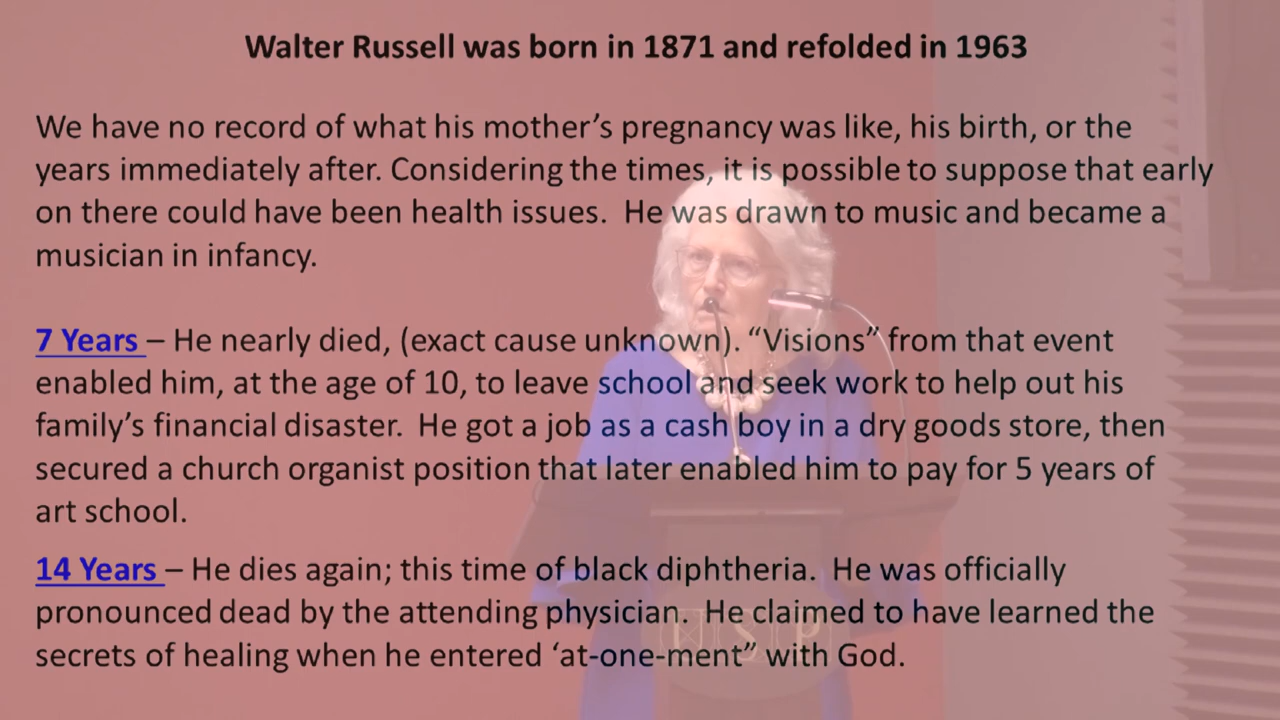 Walter Russell was born in 1871 and refolded in 1963
We have no record of what his mother’s pregnancy was like, his birth, or the
years immediately after. Considering the times, it is possible to suppose that early
on there could have been health issues.  He was drawn to music and became a
musician in infancy.
7 Years – He nearly died, (exact cause unknown). “Visions” from that event
enabled him, at the age of 10, to leave school and seek work to help out his
family’s financial disaster.  He got a job as a cash boy in a dry goods store, then
secured a church organist position that later enabled him to pay for 5 years of
art school.
14 Years – He dies again; this time of black diphtheria.  He was officially
pronounced dead by the attending physician.  He claimed to have learned the
secrets of healing when he entered ‘at-one-ment” with God.